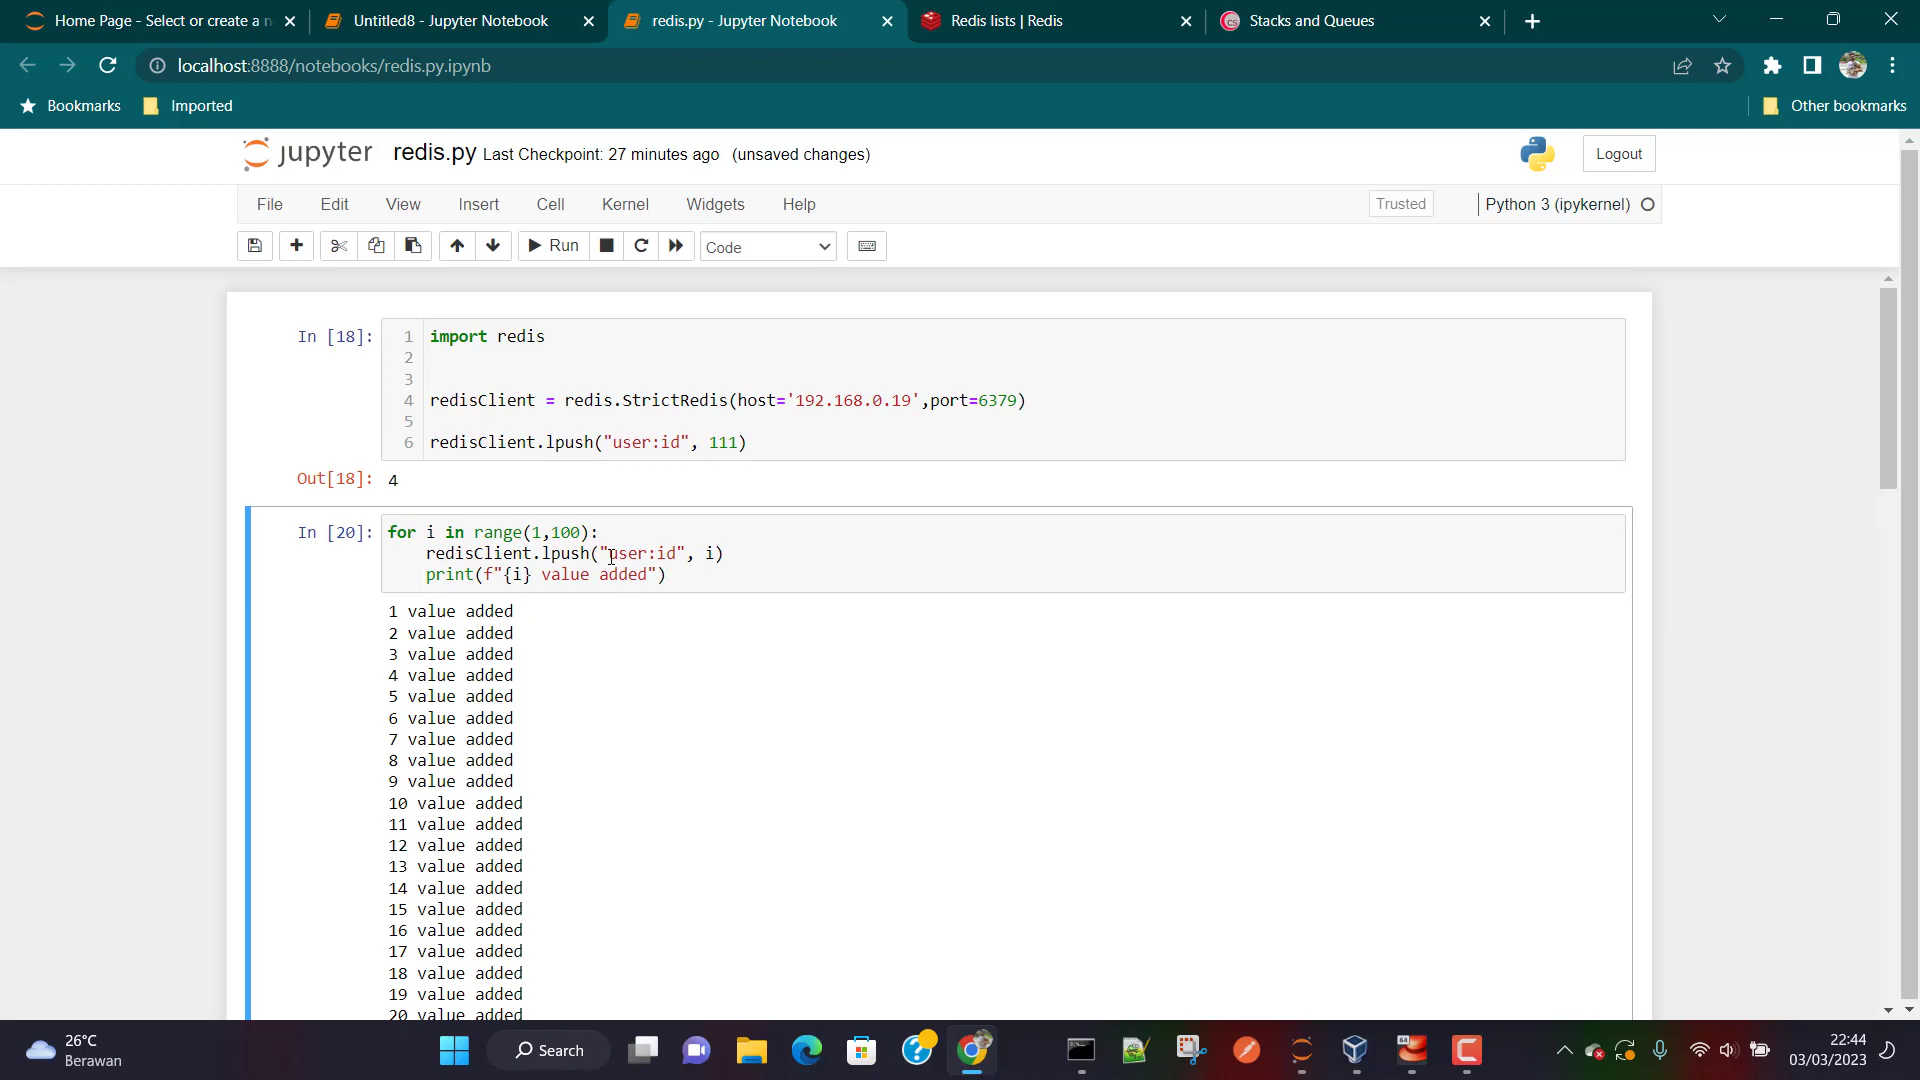 Home Page - Select or create a n
Untitled8 - Jupyter Notebook
redis.py - Jupyter Notebook
Redis lists | Redis
Stacks and Queues
localhost:8888/notebooks/redis.py.ipynb
Bookmarks
Imported
Other bookmarks
jupyter redis.py Last Checkpoint: 27 minutes ago (unsaved changes)
Logout
File Edit View Insert Cell Kernel Widgets Help
Trusted
Python 3 (ipykernel)
Run
Code
In [18]:
1 import redis
2
3
4 redisClient = redis.StrictRedis(host='192.168.0.19',port=6379)
5
6 redisClient.lpush("user:id", 111)
Out[18]: 4
In [20]: for i in range(1,100):
redisClient.lpush("user:id", i)
print(f"{i} value added")
1 value added
2 value added
3 value added
4 value added
5 value added
6 value added
7 value added
8 value added
9 value added
10 value added
11 value added
12 value added
13 value added
14 value added
15 value added
16 value added
17 value added
18 value added
19 value added
20 value added
26°C
Berawan
Search
64
22:44
03/03/2023